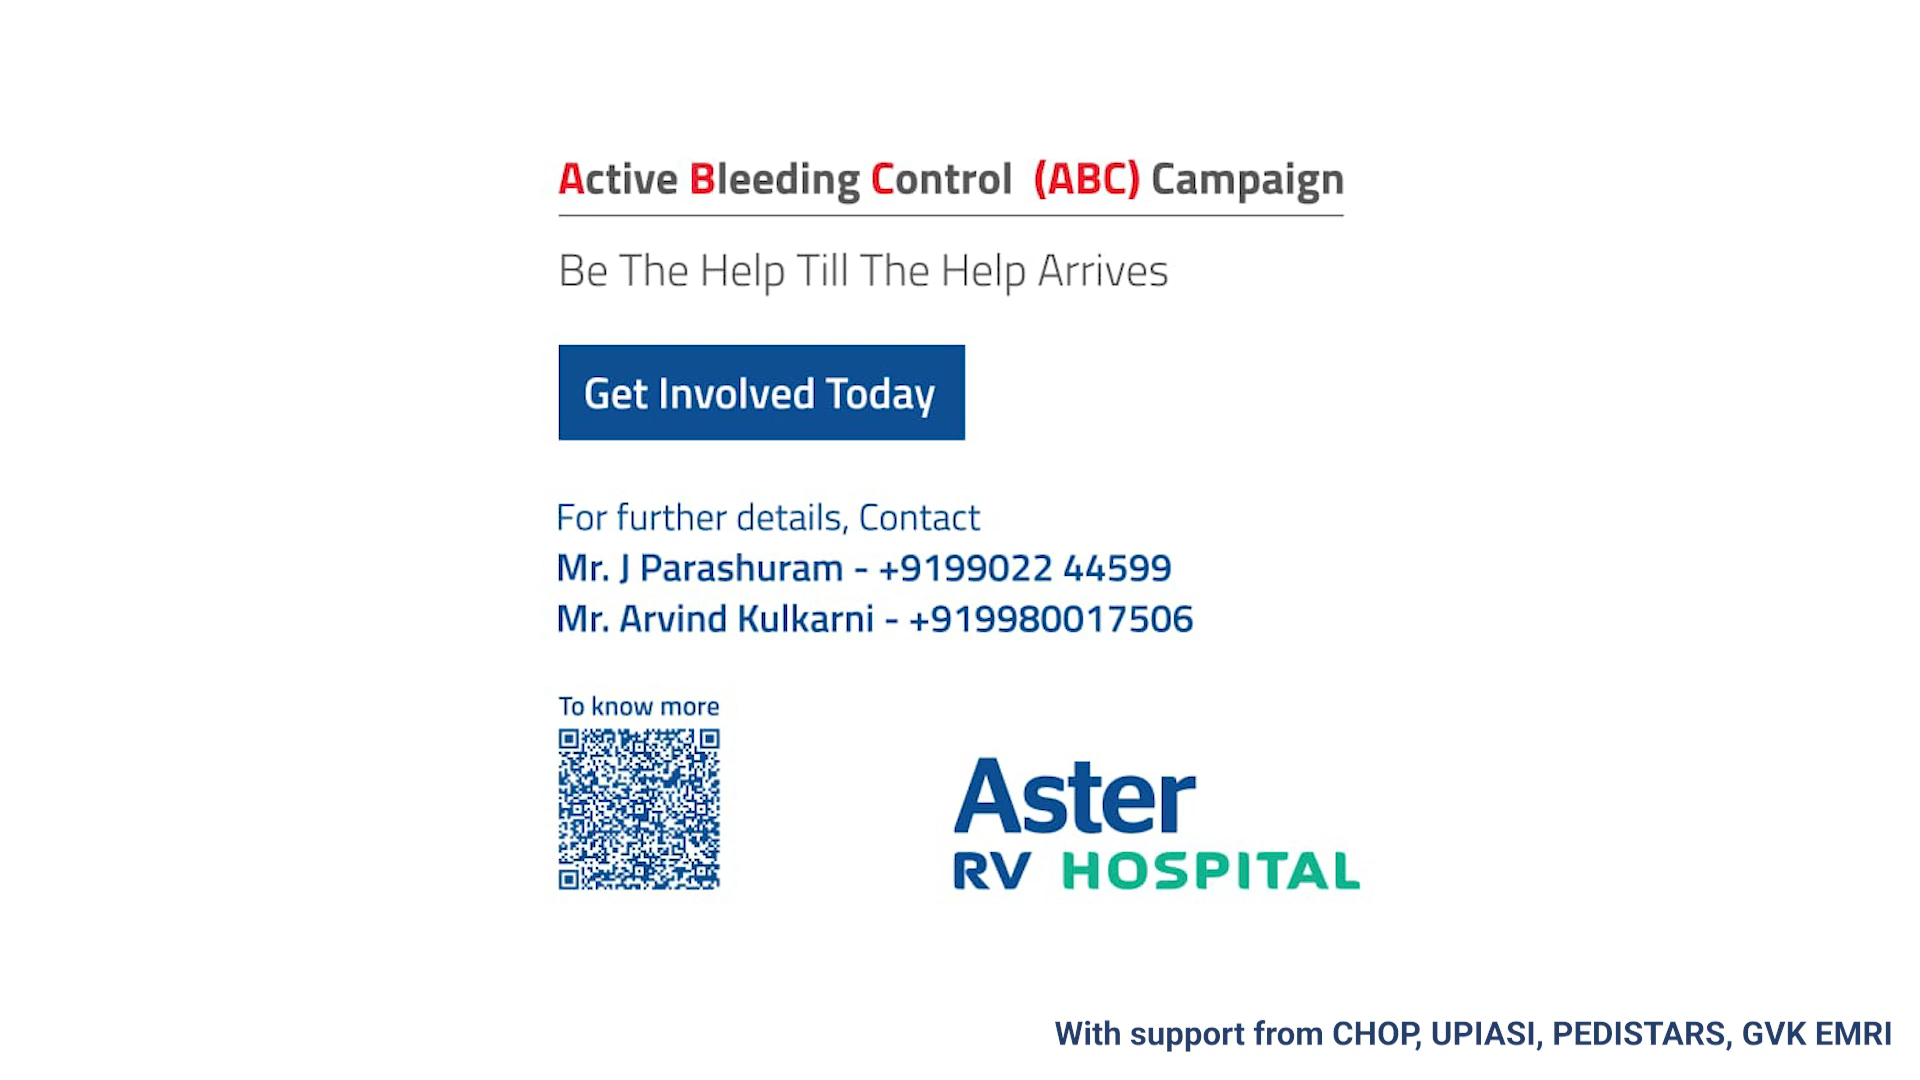 Active Bleeding Control (ABC) Campaign
Be The Help Till The Help Arrives
Get Involved Today
For further details, Contact
Mr. J Parashuram - +9199022 44599
Mr. Arvind Kulkarni - +919980017506
To know more
Aster
RV HOSPITAL
With support from CHOP, UPIASI, PEDISTARS, GVK EMRI